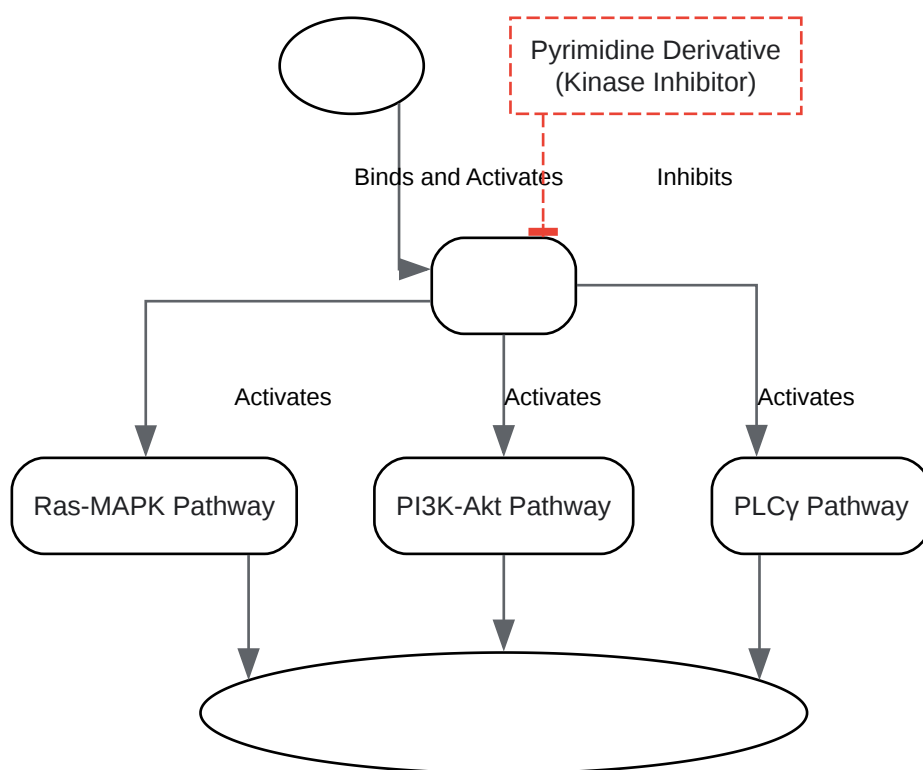 Pyrimidine Derivative
(Kinase Inhibitor)
Binds and Activates
Inhibits
Activates
Activates
Activates
Ras-MAPK Pathway
PI3K-Akt Pathway
PLCγ Pathway